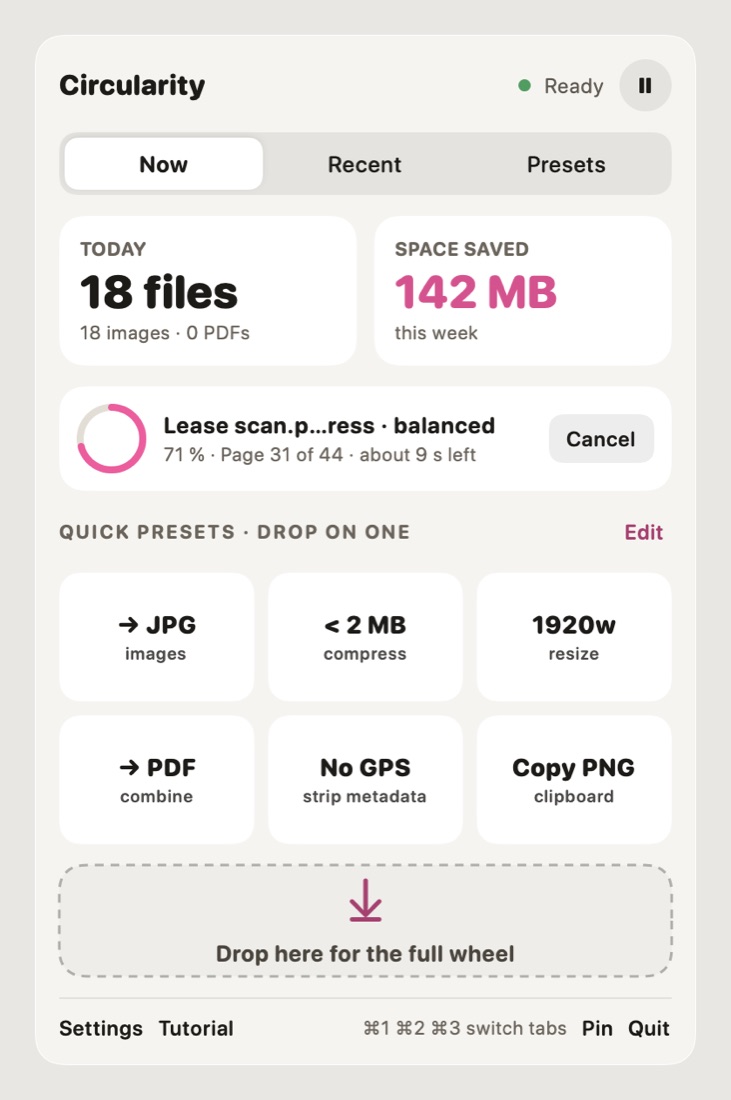 Circularity
Ready
Now Recent Presets
TODAY
18 files
18 images · 0 PDFs
SPACE SAVED
142 MB
this week
Lease scan.p...ress · balanced
71 % · Page 31 of 44 · about 9 s left
Cancel
QUICK PRESETS · DROP ON ONE
Edit
→ JPG
images
< 2 MB
compress
1920w
resize
→ PDF
combine
No GPS
strip metadata
Copy PNG
clipboard
Drop here for the full wheel
Settings Tutorial ⌘1 ⌘2 ⌘3 switch tabs Pin Quit